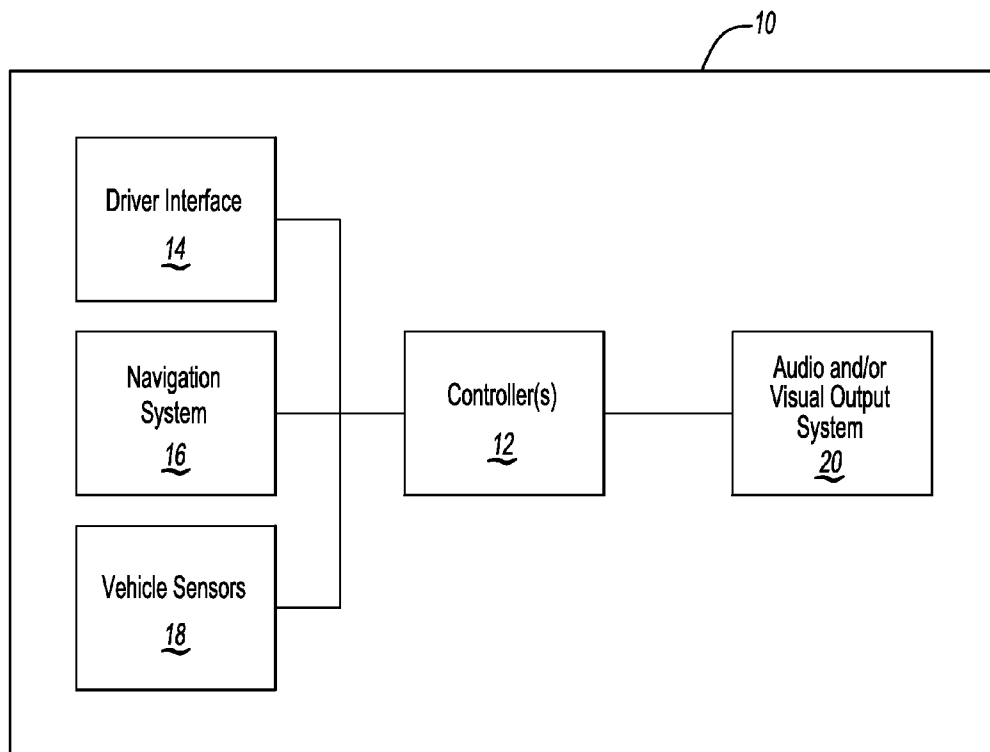 10
Driver Interface
14
Navigation
System
16
Vehicle Sensors
18
Controller(s)
12
Audio and/or
Visual Output
System
20